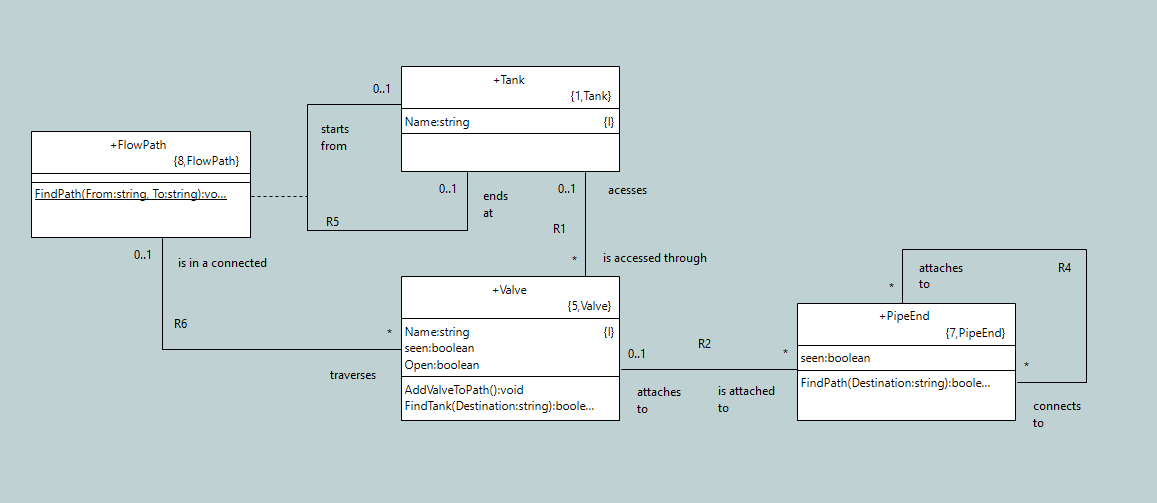 +Tank
{1,Tank}
Name:string {I}
0..1
starts
from
+FlowPath
{8,FlowPath}
FindPath(From:string, To:string):vo...
0..1
ends
at
0..1
acesses
R5
R1
*
is accessed through
0..1
is in a connected
R6
*
traverses
+Valve
{5,Valve}
Name:string {I}
seen:boolean
Open:boolean
AddValveToPath():void
FindTank(Destination:string):boole...
0..1
R2
*
attaches
to
is attached
to
attaches
to
R4
*
+PipeEnd
{7,PipeEnd}
seen:boolean
FindPath(Destination:string):boole...
*
connects
to